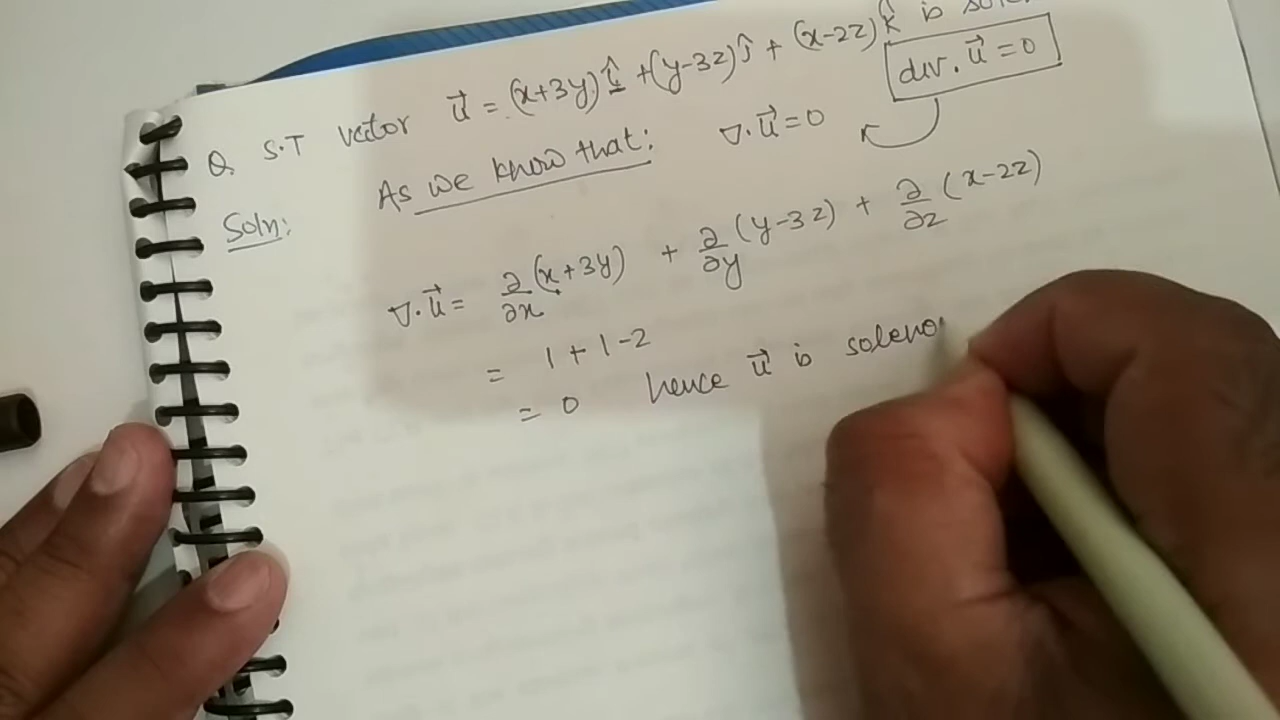 Q. S.T vector u⃗ = (x+3y)î + (y-3z)ĵ + (x-2z)k̂ is
div. u⃗ = 0
Soln: As we know that: ∇.u⃗ = 0
∇.u⃗ = ∂/∂x (x+3y) + ∂/∂y (y-3z) + ∂/∂z (x-2z)
= 1 + 1 - 2
= 0 hence u⃗ is soleno